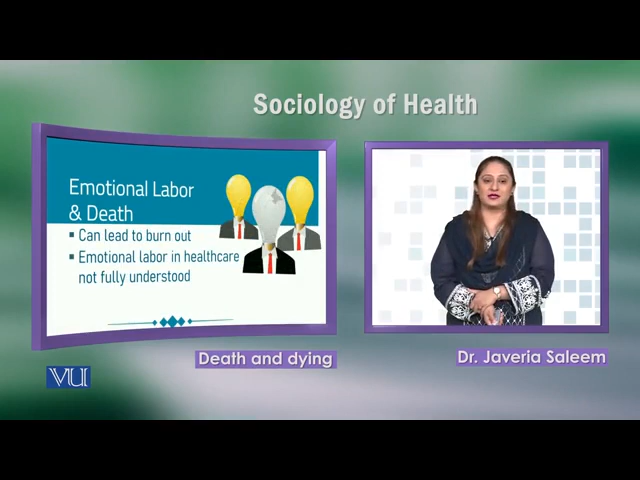 Sociology of Health
Emotional Labor
& Death
▪ Can lead to burn out
▪ Emotional labor in healthcare
not fully understood
Death and dying
Dr. Javeria Saleem
VU